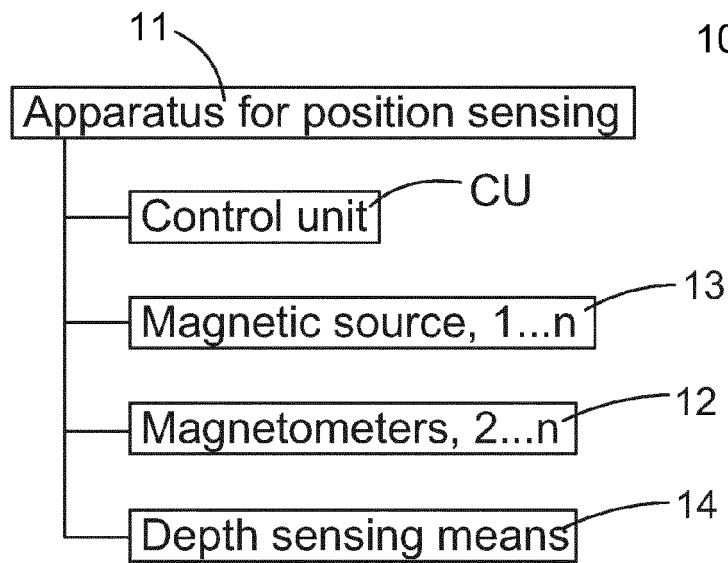 11
10
Apparatus for position sensing
Control unit
CU
Magnetic source, 1...n
13
Magnetometers, 2...n
12
Depth sensing means
14